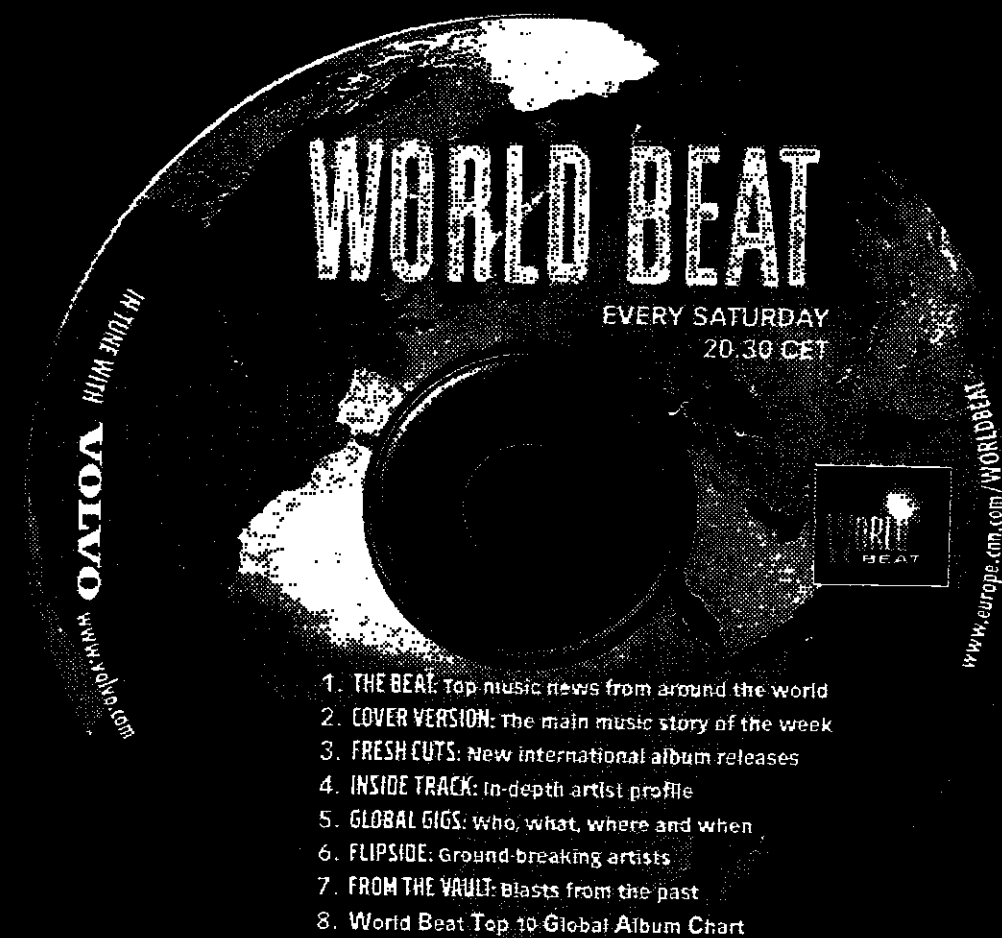 WORLD BEAT
EVERY SATURDAY
20.30 CET
IN TUNE WITH VOLVO www.volvo.com
www.europe.cnn.com/WORLDBEAT
WORLD
BEAT
1. THE BEAT: Top music news from around the world
2. COVER VERSION: The main music story of the week
3. FRESH CUTS: New international album releases
4. INSIDE TRACK: In-depth artist profile
5. GLOBAL GIGS: Who, what, where and when
6. FLIPSIDE: Ground-breaking artists
7. FROM THE VAULT: Blasts from the past
8. World Beat Top 10 Global Album Chart